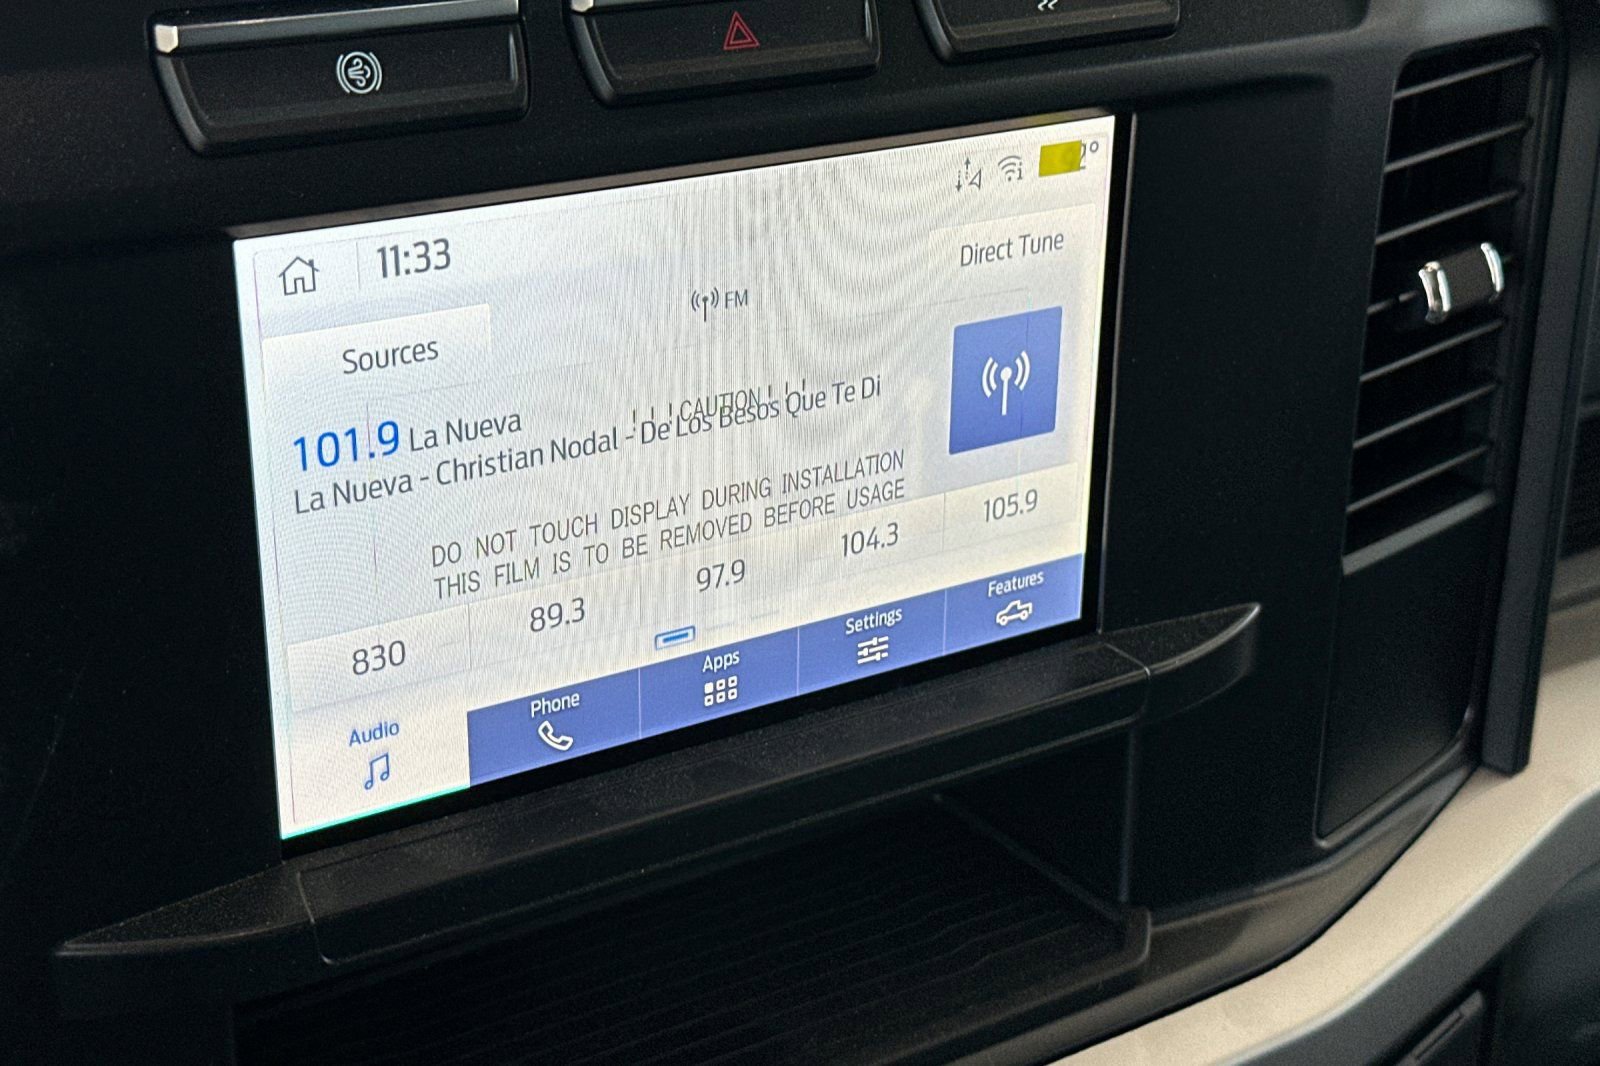 2°
11:33
Direct Tune
FM
Sources
! ! ! CAUTION ! ! !
101.9 La Nueva
La Nueva - Christian Nodal - De Los Besos Que Te Di
DO NOT TOUCH DISPLAY DURING INSTALLATION
THIS FILM IS TO BE REMOVED BEFORE USAGE
830 89.3 97.9 104.3 105.9
Audio Phone Apps Settings Features